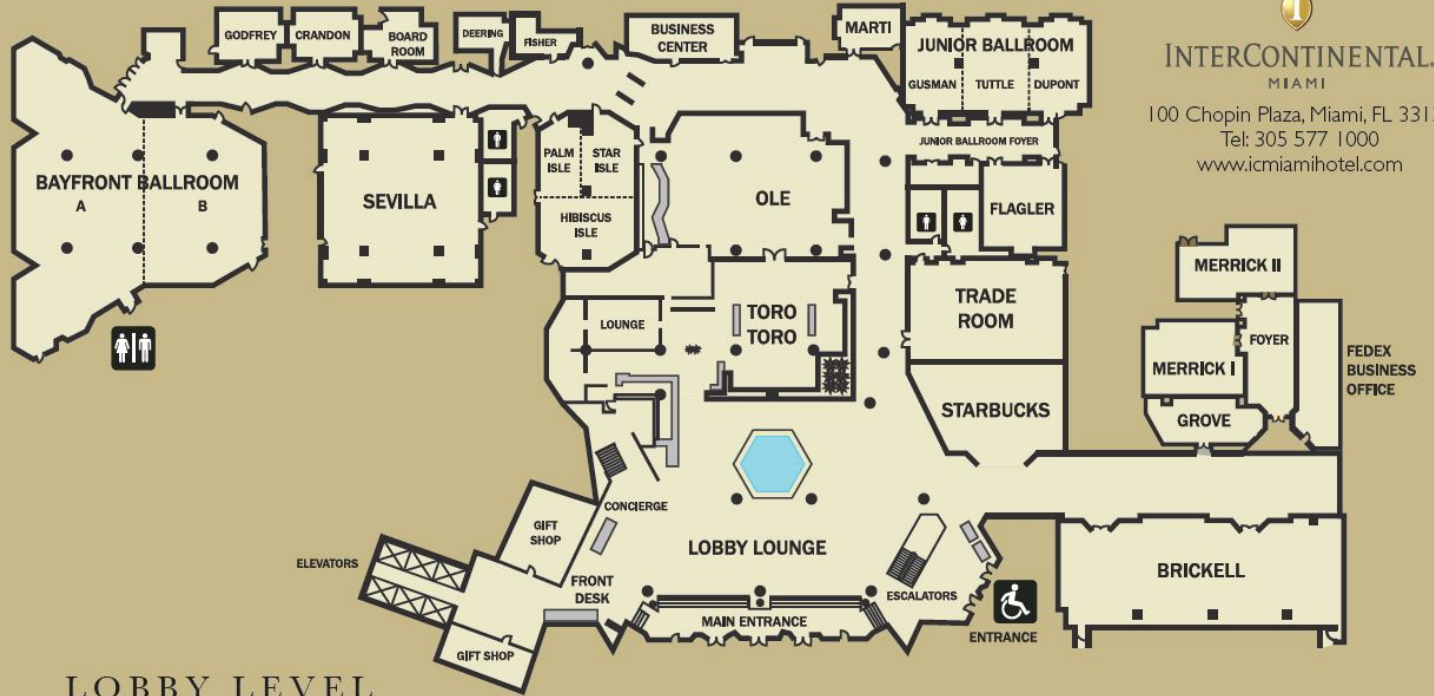 GODFREY
CRANDON
BOARD
ROOM
DEERING
FISHER
BUSINESS
CENTER
MARTI
JUNIOR BALLROOM
GUSMAN
TUTTLE
DUPONT
JUNIOR BALLROOM FOYER
INTERCONTINENTAL.
MIAMI
100 Chopin Plaza, Miami, FL 3313
Tel: 305 577 1000
www.icmiamihotel.com
BAYFRONT BALLROOM
A
B
SEVILLA
PALM
ISLE
STAR
ISLE
HIBISCUS
ISLE
OLE
FLAGLER
TRADE
ROOM
LOUNGE
TORO
TORO
STARBUCKS
MERRICK II
FOYER
MERRICK I
GROVE
FEDEX
BUSINESS
OFFICE
CONCIERGE
GIFT
SHOP
ELEVATORS
FRONT
DESK
LOBBY LOUNGE
ESCALATORS
MAIN ENTRANCE
GIFT SHOP
ENTRANCE
BRICKELL
LOBBY LEVEL